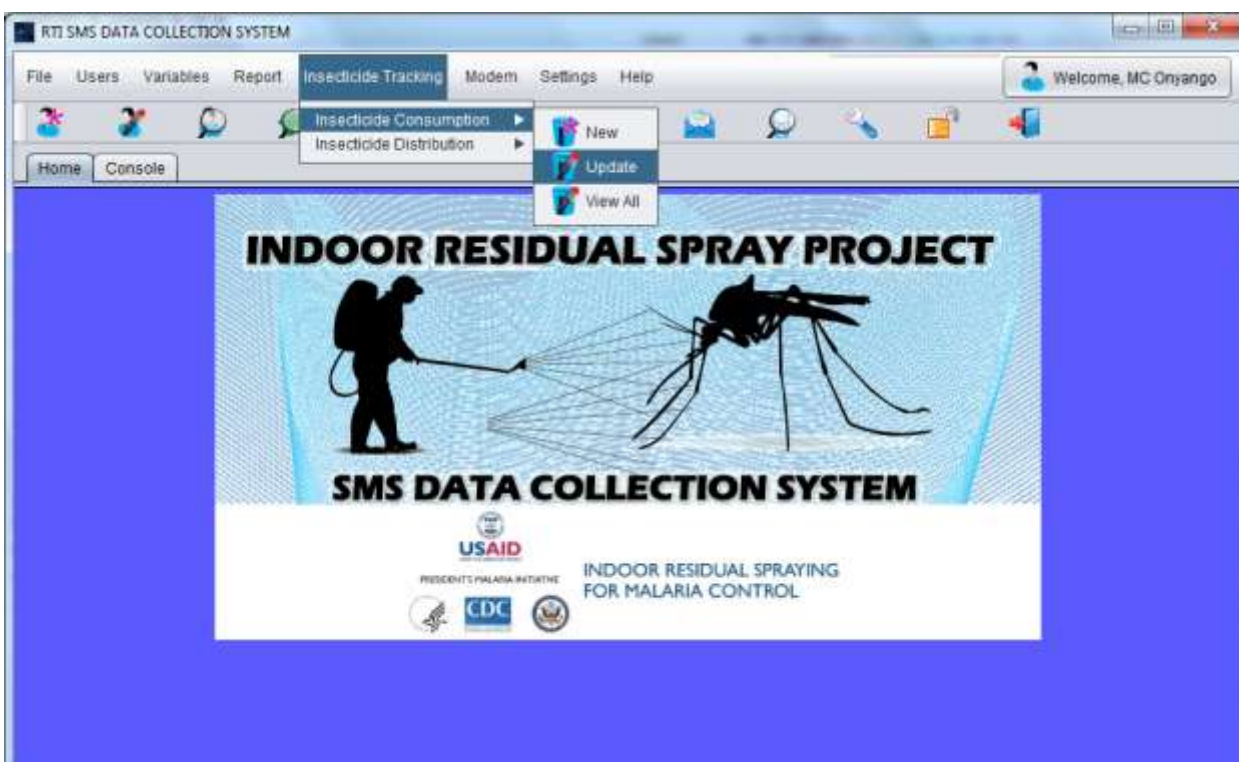 RTI SMS DATA COLLECTION SYSTEM
File Users Variables Report Insecticide Tracking Modem Settings Help Welcome, MC Onyango
Insecticide Consumption
Insecticide Distribution
New
Update
View All
Home Console
INDOOR RESIDUAL SPRAY PROJECT
SMS DATA COLLECTION SYSTEM
USAID
PRESIDENT'S MALARIA INITIATIVE
INDOOR RESIDUAL SPRAYING
FOR MALARIA CONTROL
CDC